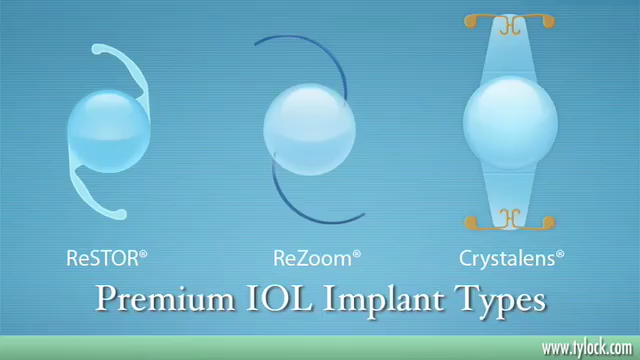 ReSTOR® ReZoom® Crystalens®
Premium IOL Implant Types
www.tylock.com